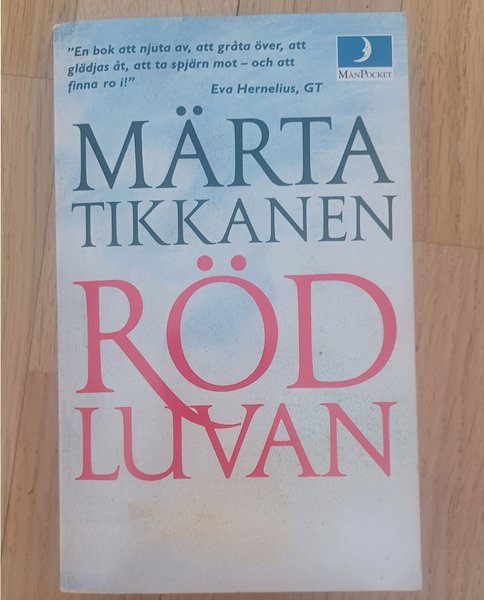 "En bok att njuta av, att gråta över, att
glädjas åt, att ta spjärn mot – och att
finna ro i!"
Eva Hernelius, GT
MÅNPOCKET
MÄRTA
TIKKANEN
RÖD
LUVAN